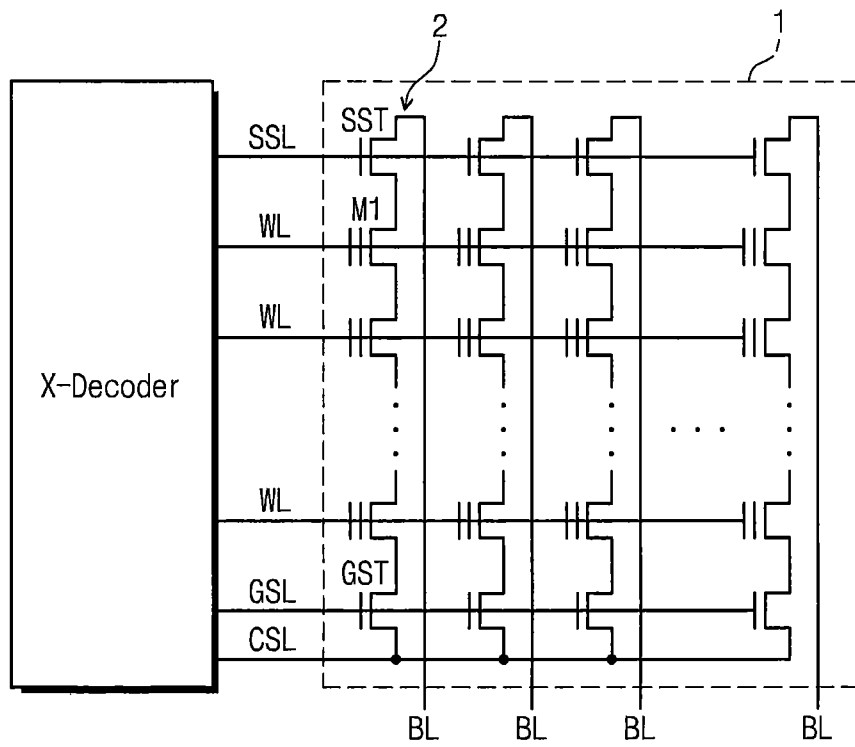 2
1
SST
SSL
M1
WL
WL
X-Decoder
WL
GST
GSL
CSL
BL BL BL BL